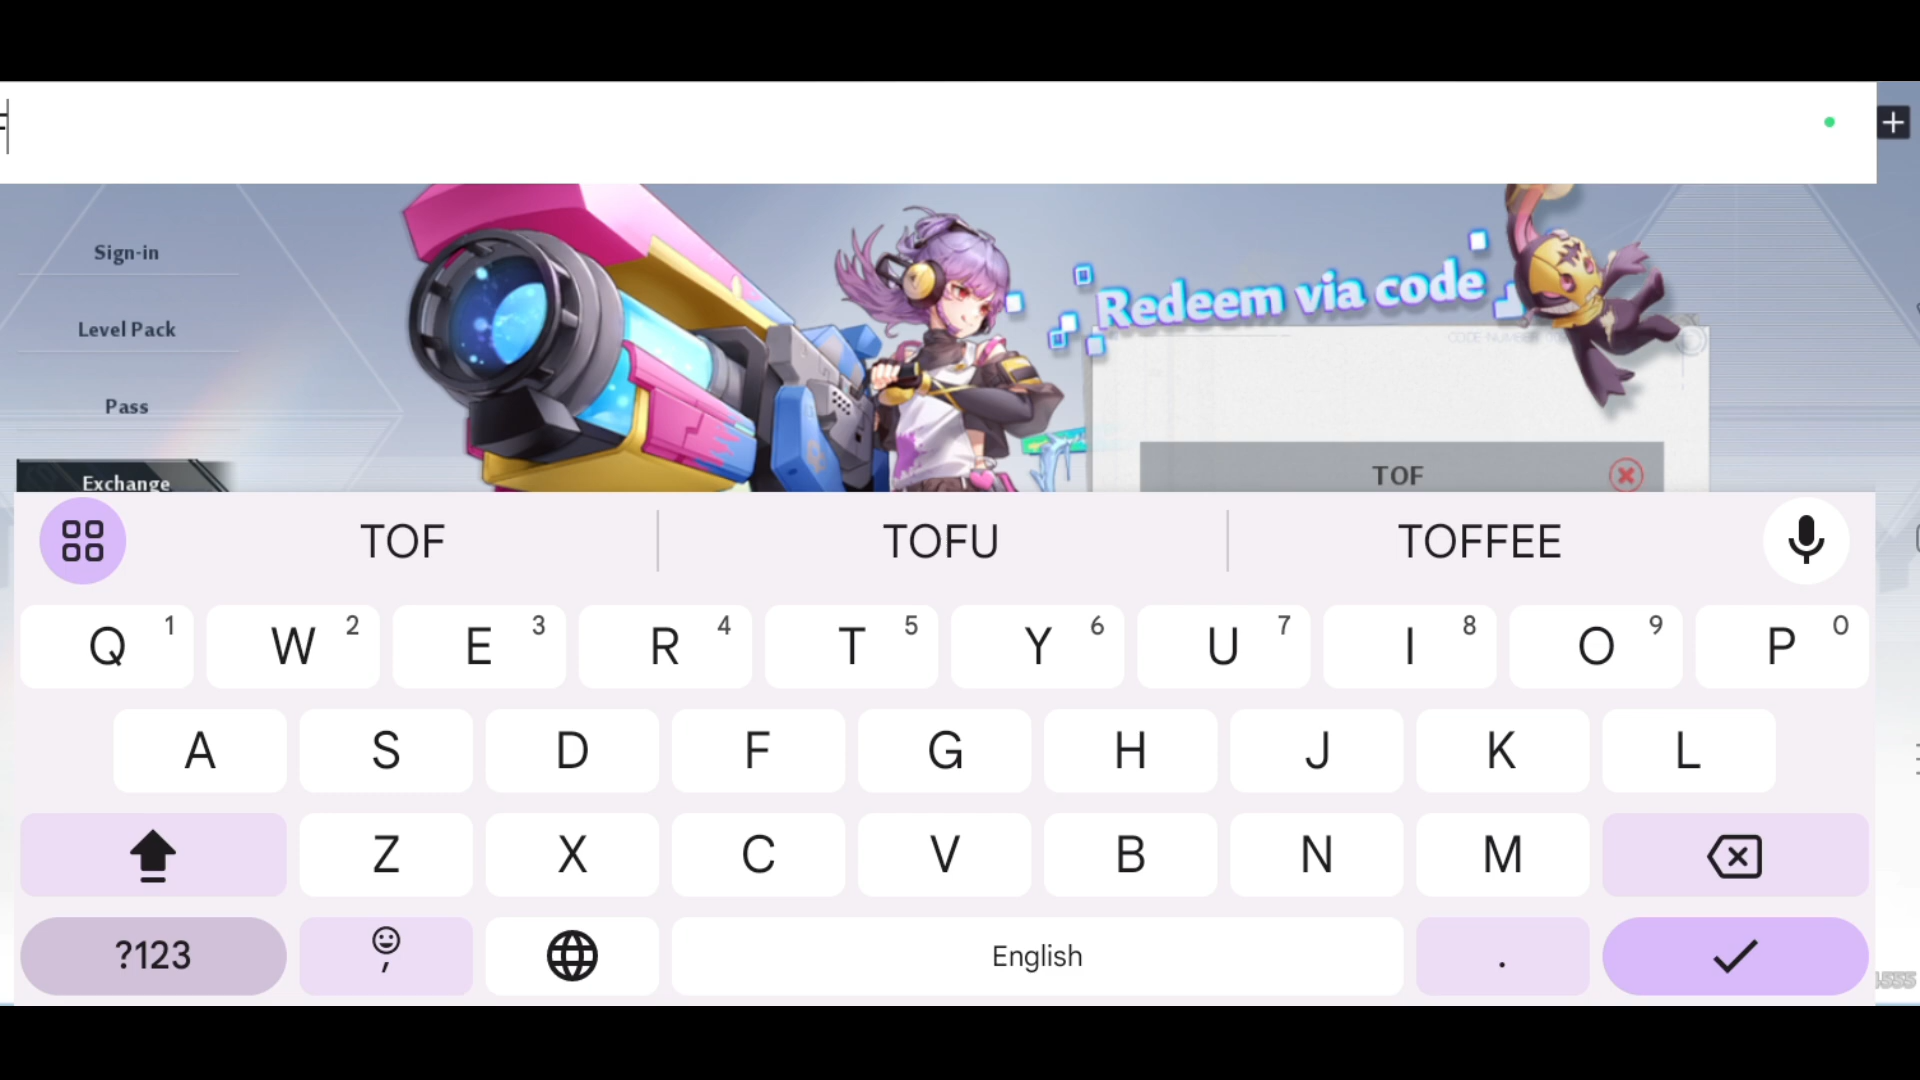 Sign-in
Level Pack
Pass
Exchange
Redeem via code
TOF
TOF
TOFU
TOFFEE
Q 1 W 2 E 3 R 4 T 5 Y 6 U 7 I 8 O 9 P 0
A S D F G H J K L
Z X C V B N M
?123 , English .